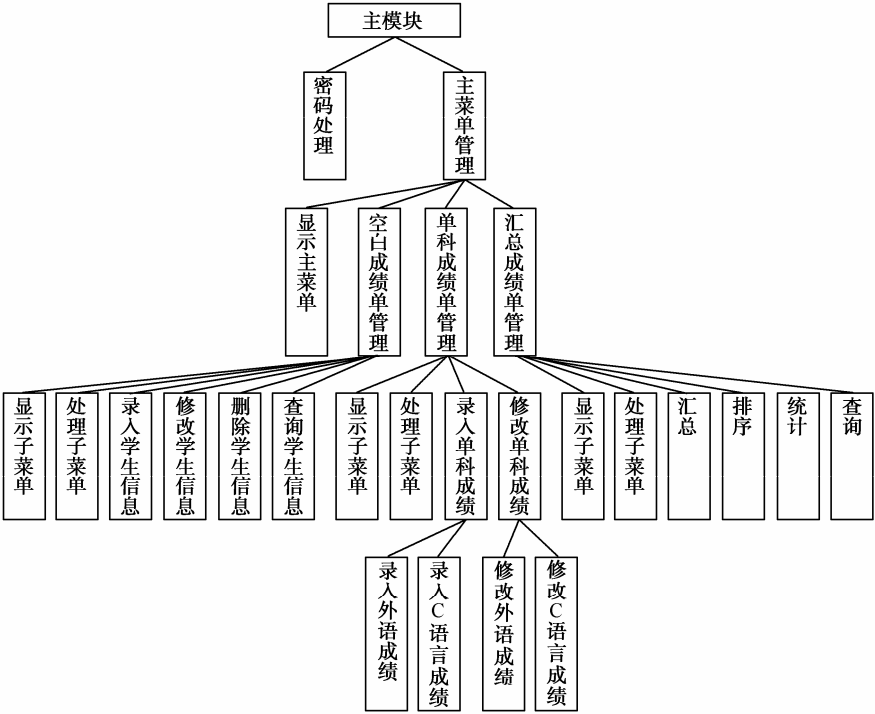 主模块
密码处理
主菜单管理
显示主菜单
空白成绩单管理
单科成绩单管理
汇总成绩单管理
显示子菜单
处理子菜单
录入学生信息
修改学生信息
删除学生信息
查询学生信息
显示子菜单
处理子菜单
录入单科成绩
修改单科成绩
显示子菜单
处理子菜单
汇总
排序
统计
查询
录入外语成绩
录入C语言成绩
修改外语成绩
修改C语言成绩